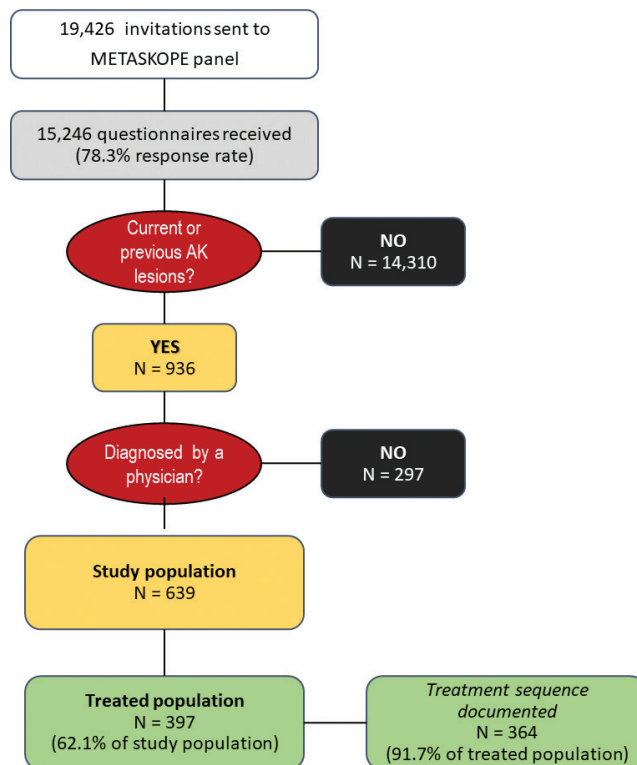 19,426 invitations sent to
METASKOPE panel
15,246 questionnaires received
(78.3% response rate)
Current or
previous AK
lesions?
NO
N = 14,310
YES
N = 936
Diagnosed by a
physician?
NO
N = 297
Study population
N = 639
Treated population
N = 397
(62.1% of study population)
Treatment sequence
documented
N = 364
(91.7% of treated population)